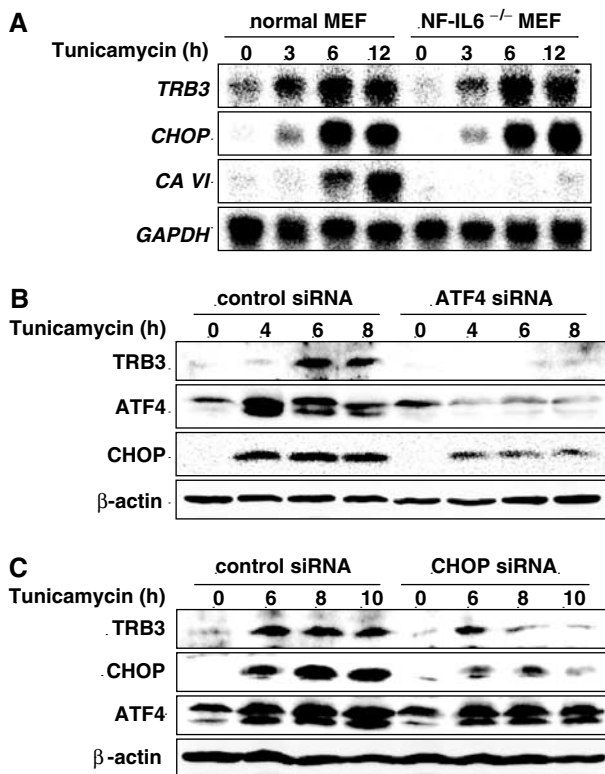 A
normal MEF NF-IL6 −/− MEF
Tunicamycin (h) 0 3 6 12 0 3 6 12
TRB3
CHOP
CA VI
GAPDH
B
control siRNA ATF4 siRNA
Tunicamycin (h) 0 4 6 8 0 4 6 8
TRB3
ATF4
CHOP
β-actin
C
control siRNA CHOP siRNA
Tunicamycin (h) 0 6 8 10 0 6 8 10
TRB3
CHOP
ATF4
β-actin